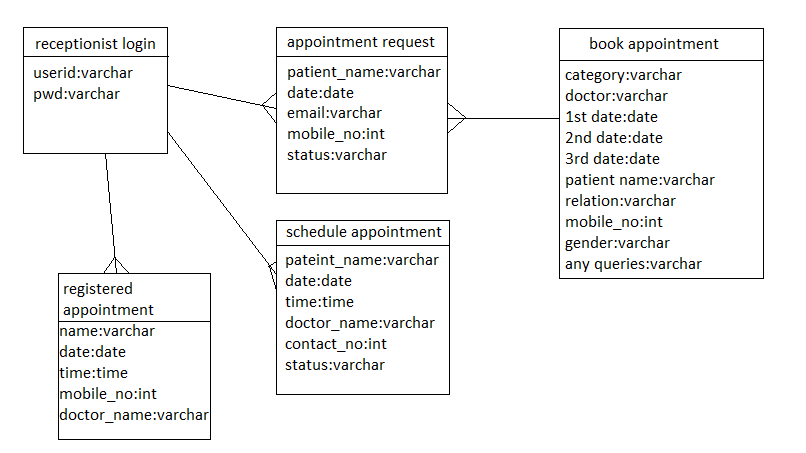 receptionist login
userid:varchar
pwd:varchar
appointment request
patient_name:varchar
date:date
email:varchar
mobile_no:int
status:varchar
book appointment
category:varchar
doctor:varchar
1st date:date
2nd date:date
3rd date:date
patient name:varchar
relation:varchar
mobile_no:int
gender:varchar
any queries:varchar
schedule appointment
pateint_name:varchar
date:date
time:time
doctor_name:varchar
contact_no:int
status:varchar
registered
appointment
name:varchar
date:date
time:time
mobile_no:int
doctor_name:varchar